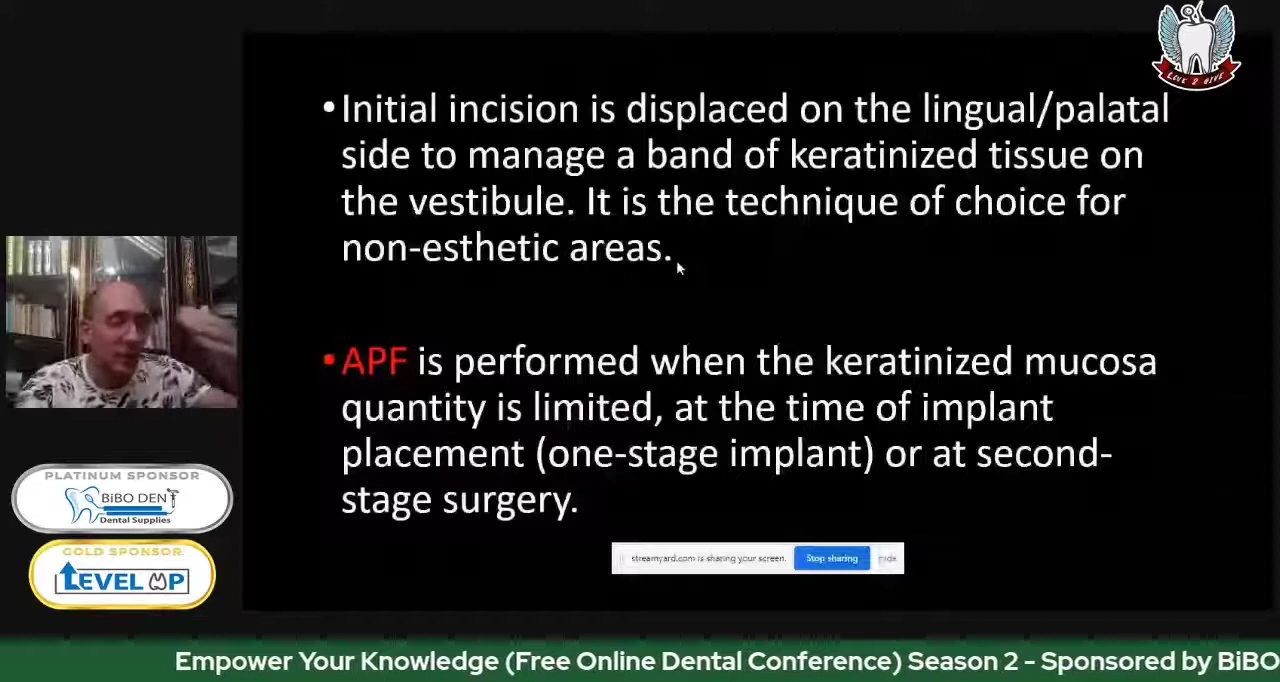 LIVE 2 GIVE
•Initial incision is displaced on the lingual/palatal
side to manage a band of keratinized tissue on
the vestibule. It is the technique of choice for
non-esthetic areas.
•APF is performed when the keratinized mucosa
quantity is limited, at the time of implant
placement (one-stage implant) or at second-
stage surgery.
streamyard.com is sharing your screen. Stop sharing Hide
PLATINUM SPONSOR
BiBO DENT
Dental Supplies
GOLD SPONSOR
LEVEL UP
Empower Your Knowledge (Free Online Dental Conference) Season 2 - Sponsored by BiBO